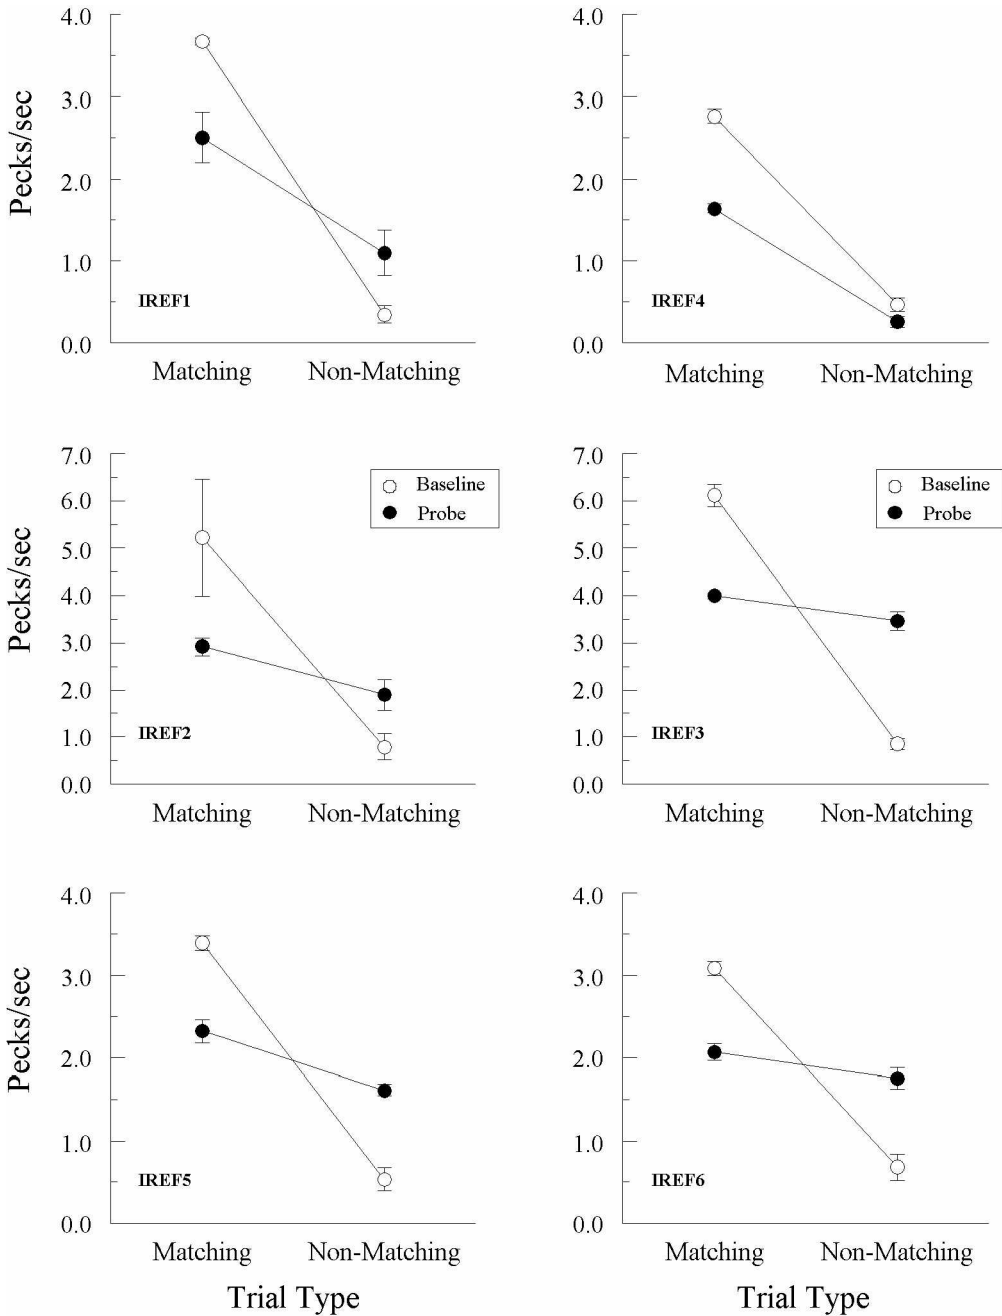 4.0
3.0
2.0
1.0
0.0
Pecks/sec
IREF1
Matching Non-Matching
4.0
3.0
2.0
1.0
0.0
IREF4
Matching Non-Matching
7.0
6.0
5.0
4.0
3.0
2.0
1.0
0.0
Pecks/sec
Baseline
Probe
IREF2
Matching Non-Matching
7.0
6.0
5.0
4.0
3.0
2.0
1.0
0.0
Baseline
Probe
IREF3
Matching Non-Matching
4.0
3.0
2.0
1.0
0.0
Pecks/sec
IREF5
Matching Non-Matching
Trial Type
4.0
3.0
2.0
1.0
0.0
IREF6
Matching Non-Matching
Trial Type